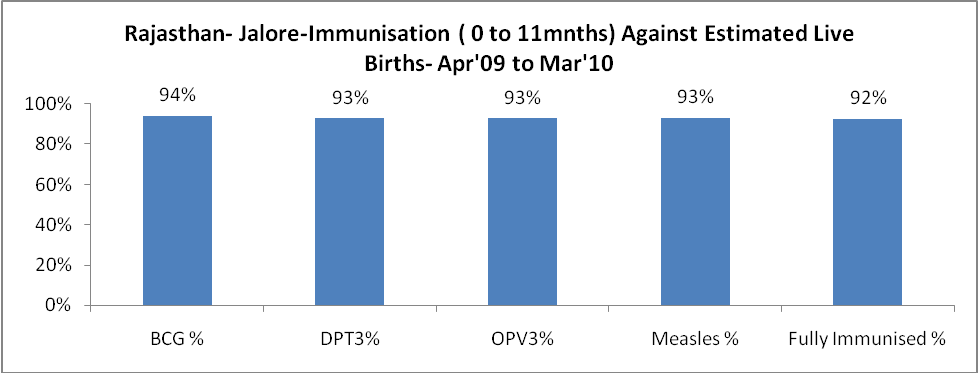 Rajasthan- Jalore-Immunisation ( 0 to 11mnths) Against Estimated Live
Births- Apr'09 to Mar'10
94%
93%
93%
93%
92%
100%
80%
60%
40%
20%
0%
BCG %
DPT3%
OPV3%
Measles %
Fully Immunised %